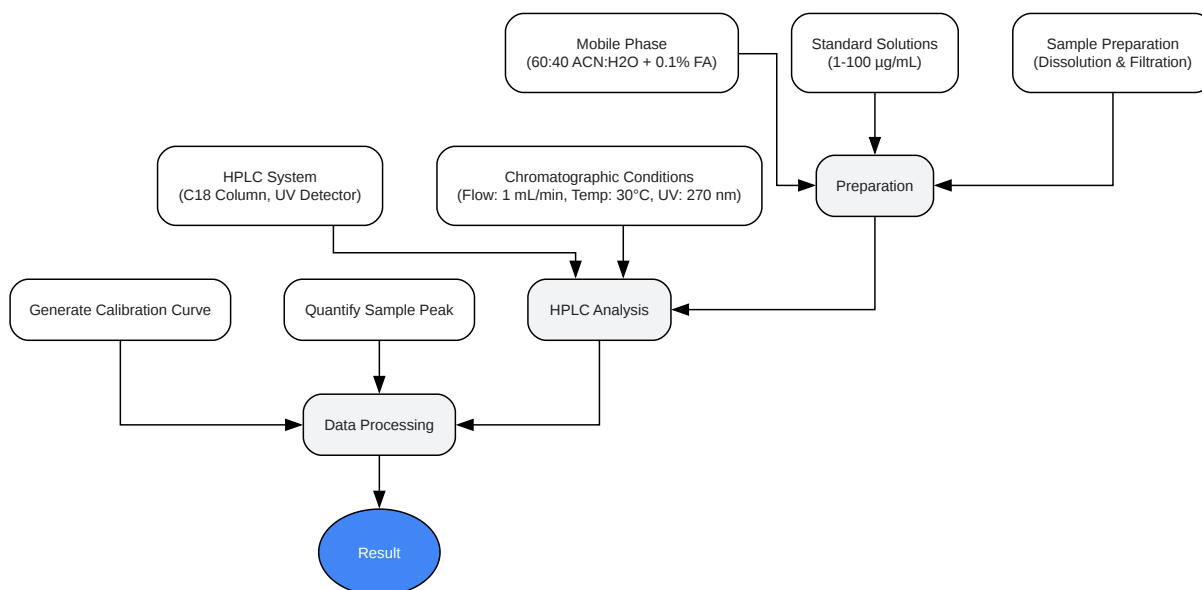 Mobile Phase
(60:40 ACN:H2O + 0.1% FA)
Standard Solutions
(1-100 µg/mL)
Sample Preparation
(Dissolution & Filtration)
HPLC System
(C18 Column, UV Detector)
Chromatographic Conditions
(Flow: 1 mL/min, Temp: 30°C, UV: 270 nm)
Preparation
Generate Calibration Curve
Quantify Sample Peak
HPLC Analysis
Data Processing
Result